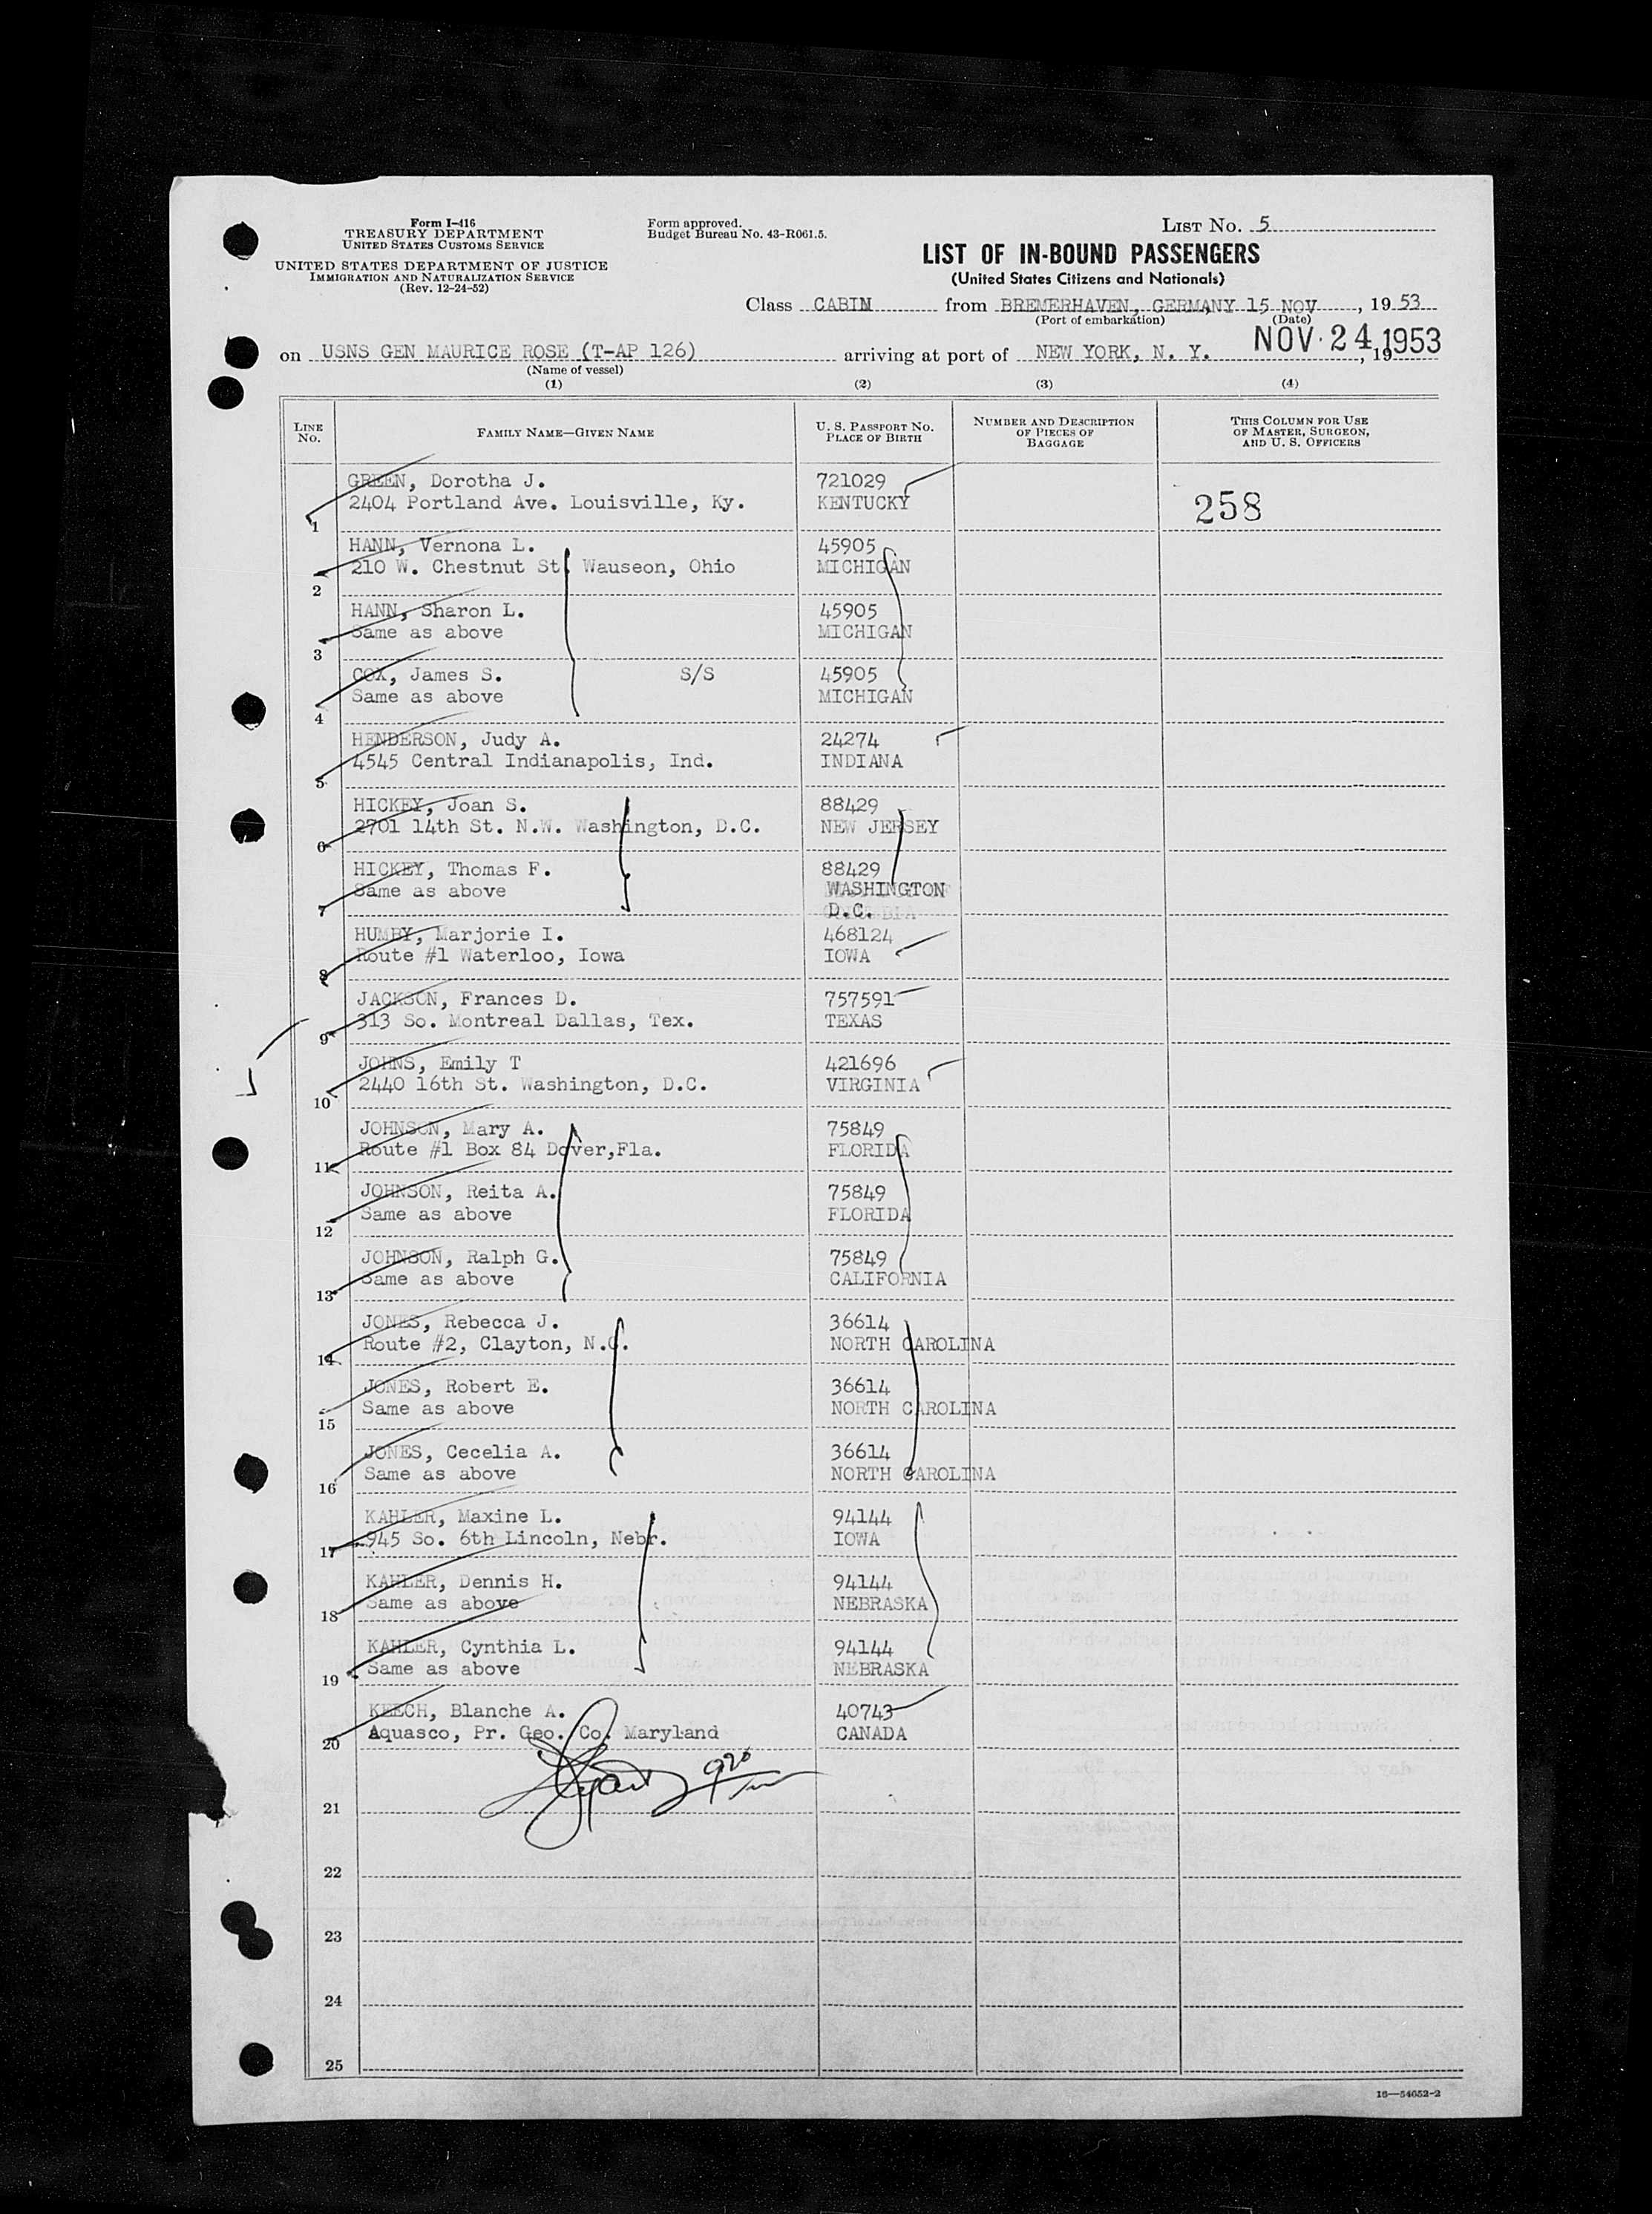 Form I-416
TREASURY DEPARTMENT
UNITED STATES CUSTOMS SERVICE
UNITED STATES DEPARTMENT OF JUSTICE
IMMIGRATION AND NATURALIZATION SERVICE
(Rev. 12-24-52)
Form approved.
Budget Bureau No. 43-R061.5.
LIST No. 5
LIST OF IN-BOUND PASSENGERS
(United States Citizens and Nationals)
Class CABIN from BREMERHAVEN, GERMANY 15 NOV, 19 53
(Port of embarkation) (Date)
on USNS GEN MAURICE ROSE (T-AP 126) arriving at port of NEW YORK, N. Y. NOV 24 1953, 19
(Name of vessel)
(1) (2) (3) (4)
LINE NO. FAMILY NAME—GIVEN NAME U. S. PASSPORT NO. PLACE OF BIRTH NUMBER AND DESCRIPTION OF PIECES OF BAGGAGE THIS COLUMN FOR USE OF MASTER, SURGEON, AND U. S. OFFICERS
GREEN, Dorotha J. 721029
2404 Portland Ave. Louisville, Ky. KENTUCKY 258
1
HANN, Vernona L. 45905
210 W. Chestnut St. Wauseon, Ohio MICHIGAN
2
HANN, Sharon L. 45905
Same as above MICHIGAN
3
COX, James S. S/S 45905
Same as above MICHIGAN
4
HENDERSON, Judy A. 24274
4545 Central Indianapolis, Ind. INDIANA
5
HICKEY, Joan S. 88429
2701 14th St. N.W. Washington, D.C. NEW JERSEY
6
HICKEY, Thomas F. 88429
Same as above WASHINGTON
7 D.C.
HUMBY, Marjorie I. 468124
Route #1 Waterloo, Iowa IOWA
8
JACKSON, Frances D. 757591
313 So. Montreal Dallas, Tex. TEXAS
9
JOHNS, Emily T 421696
2440 16th St. Washington, D.C. VIRGINIA
10
JOHNSON, Mary A. 75849
Route #1 Box 84 Dover,Fla. FLORIDA
11
JOHNSON, Reita A. 75849
Same as above FLORIDA
12
JOHNSON, Ralph G. 75849
Same as above CALIFORNIA
13
JONES, Rebecca J. 36614
Route #2, Clayton, N.C. NORTH CAROLINA
14
JONES, Robert E. 36614
Same as above NORTH CAROLINA
15
JONES, Cecelia A. 36614
Same as above NORTH CAROLINA
16
KAHLER, Maxine L. 94144
945 So. 6th Lincoln, Nebr. IOWA
17
KAHLER, Dennis H. 94144
Same as above NEBRASKA
18
KAHLER, Cynthia L. 94144
Same as above NEBRASKA
19
KEECH, Blanche A. 40743
Aquasco, Pr. Geo. Co. Maryland CANADA
20
21
22
23
24
25
16—54652-2